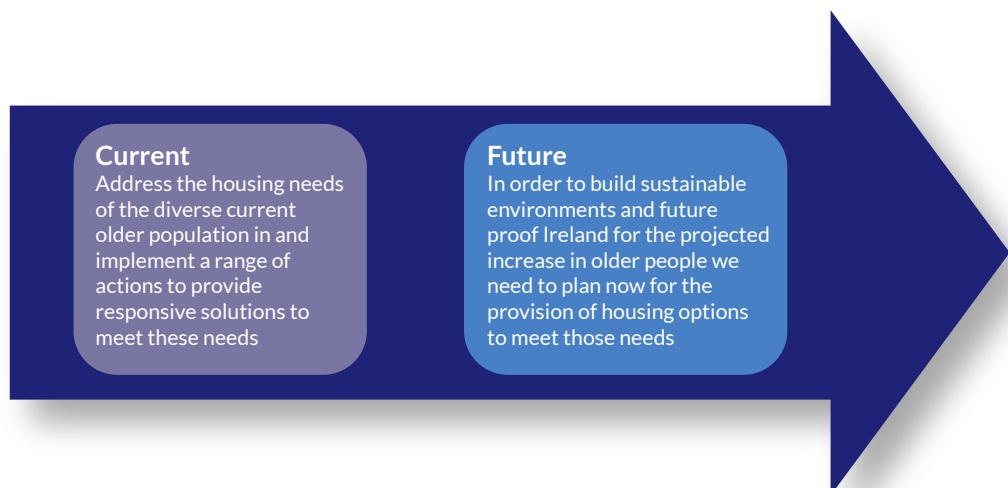 Current
Address the housing needs
of the diverse current
older population in and
implement a range of
actions to provide
responsive solutions to
meet these needs
Future
In order to build sustainable
environments and future
proof Ireland for the projected
increase in older people we
need to plan now for the
provision of housing options
to meet those needs